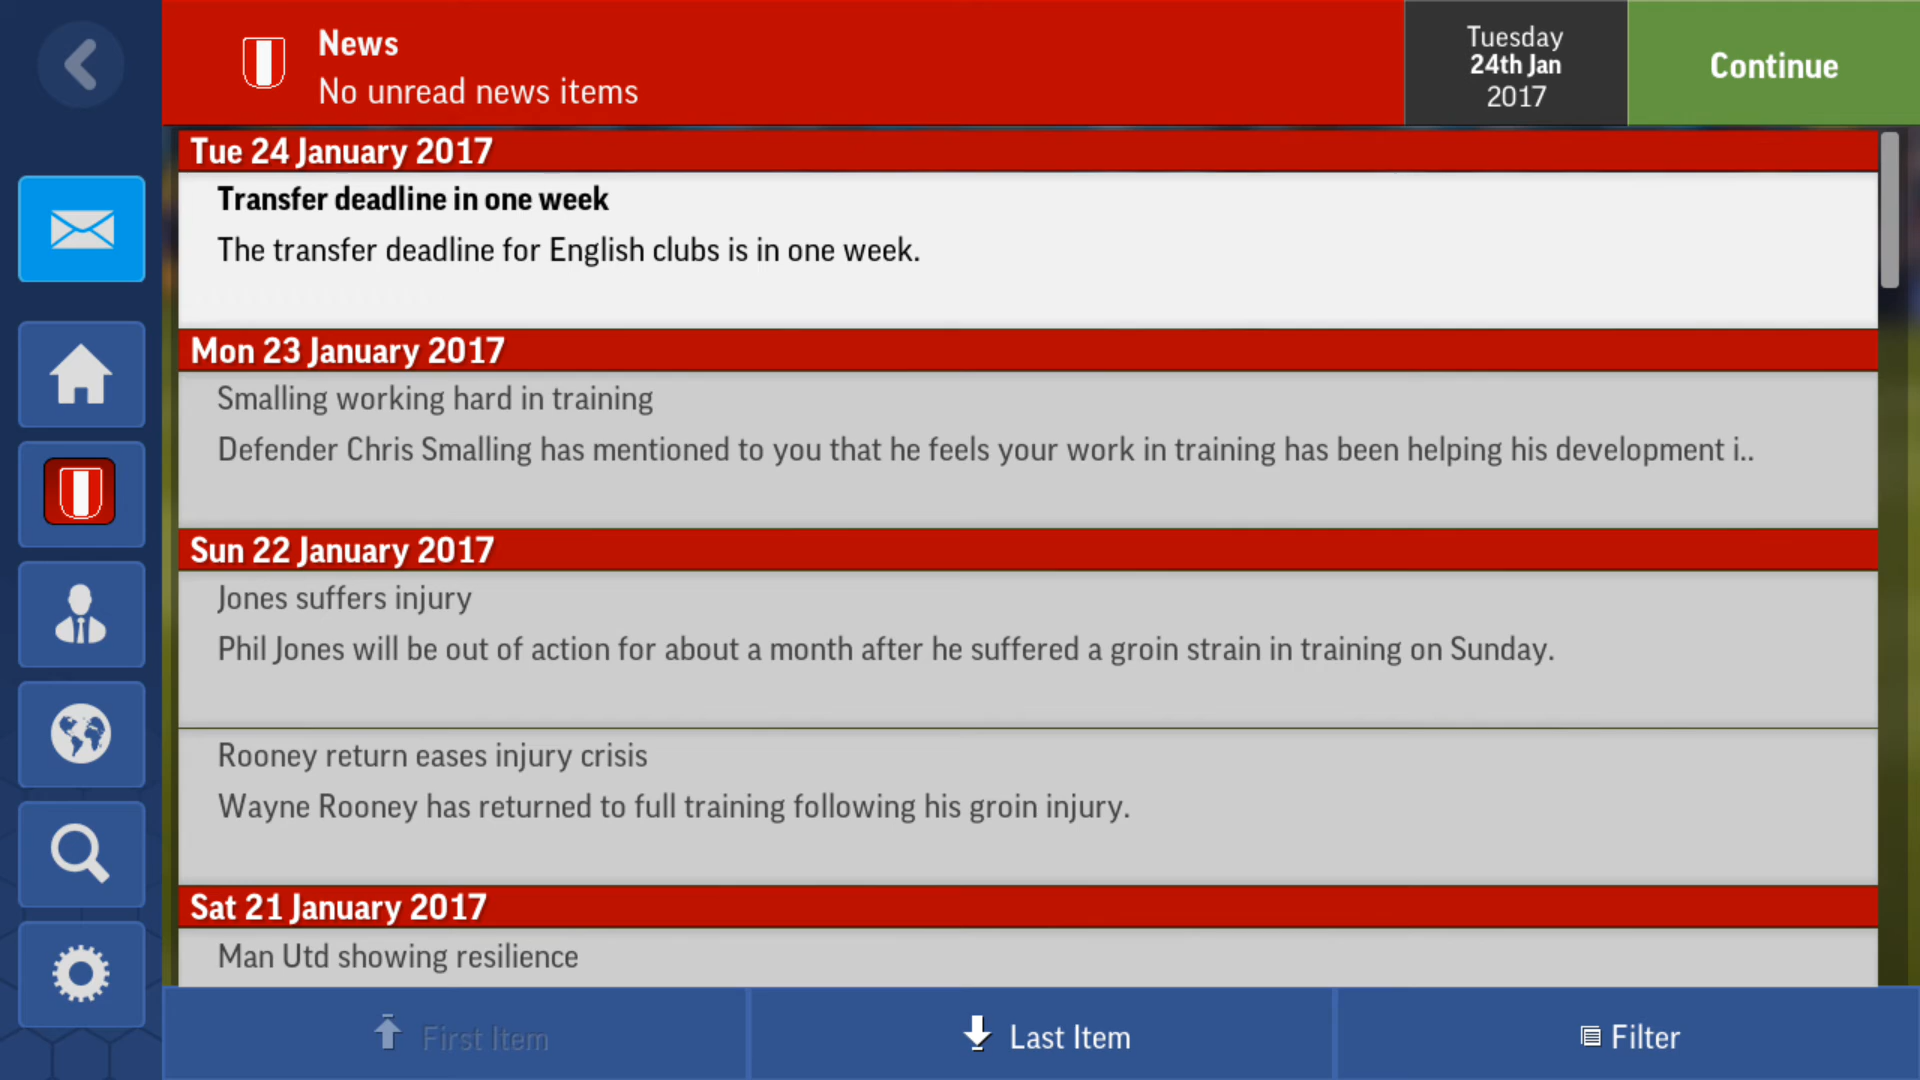 News
No unread news items
Tuesday
24th Jan
2017
Continue
Tue 24 January 2017
Transfer deadline in one week
The transfer deadline for English clubs is in one week.
Mon 23 January 2017
Smalling working hard in training
Defender Chris Smalling has mentioned to you that he feels your work in training has been helping his development i..
Sun 22 January 2017
Jones suffers injury
Phil Jones will be out of action for about a month after he suffered a groin strain in training on Sunday.
Rooney return eases injury crisis
Wayne Rooney has returned to full training following his groin injury.
Sat 21 January 2017
Man Utd showing resilience
First Item
Last Item
Filter